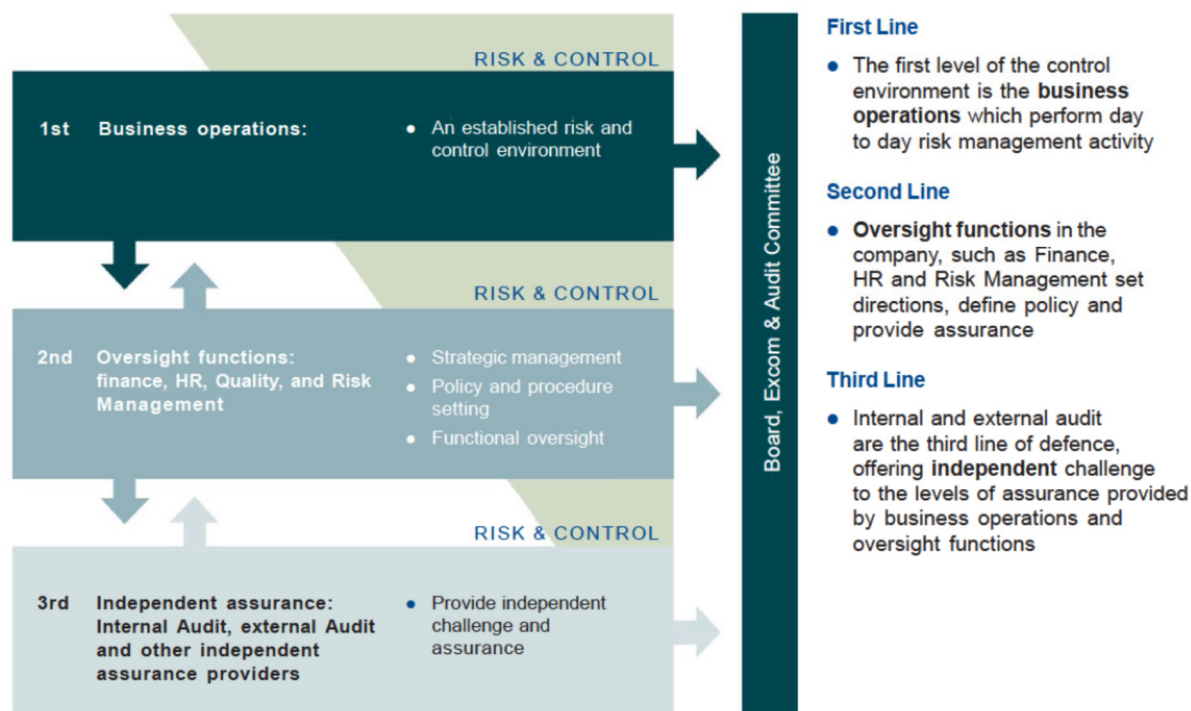 RISK & CONTROL
1st Business operations:
• An established risk and
control environment
RISK & CONTROL
2nd Oversight functions:
finance, HR, Quality, and Risk
Management
• Strategic management
• Policy and procedure
setting
• Functional oversight
RISK & CONTROL
3rd Independent assurance:
Internal Audit, external Audit
and other independent
assurance providers
• Provide independent
challenge and
assurance
Board, Excom & Audit Committee
First Line
• The first level of the control
environment is the business
operations which perform day
to day risk management activity
Second Line
• Oversight functions in the
company, such as Finance,
HR and Risk Management set
directions, define policy and
provide assurance
Third Line
• Internal and external audit
are the third line of defence,
offering independent challenge
to the levels of assurance provided
by business operations and
oversight functions